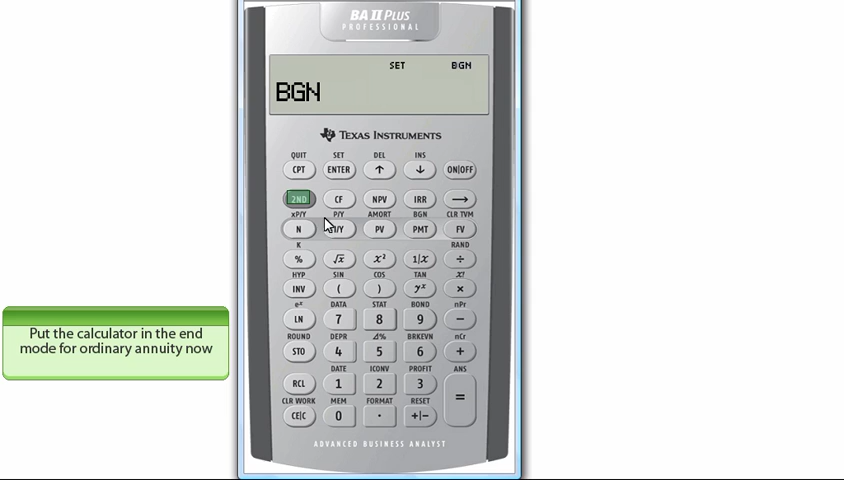 BA II PLUS
PROFESSIONAL
SET BGN
BGN
TEXAS INSTRUMENTS
QUIT SET DEL INS
CPT ENTER ↑ ↓ ON|OFF
2ND CF NPV IRR →
xP/Y P/Y AMORT BGN CLR TVM
N I/Y PV PMT FV
K RAND
% √x x² 1/x ÷
HYP SIN COS TAN x!
INV ( ) yˣ ×
eˣ DATA STAT BOND nPr
LN 7 8 9 −
ROUND DEPR Δ% BRKEVN nCr
STO 4 5 6 +
DATE ICONV PROFIT ANS
RCL 1 2 3 =
CLR WORK MEM FORMAT RESET
CE|C 0 . +|−
ADVANCED BUSINESS ANALYST
Put the calculator in the end
mode for ordinary annuity now